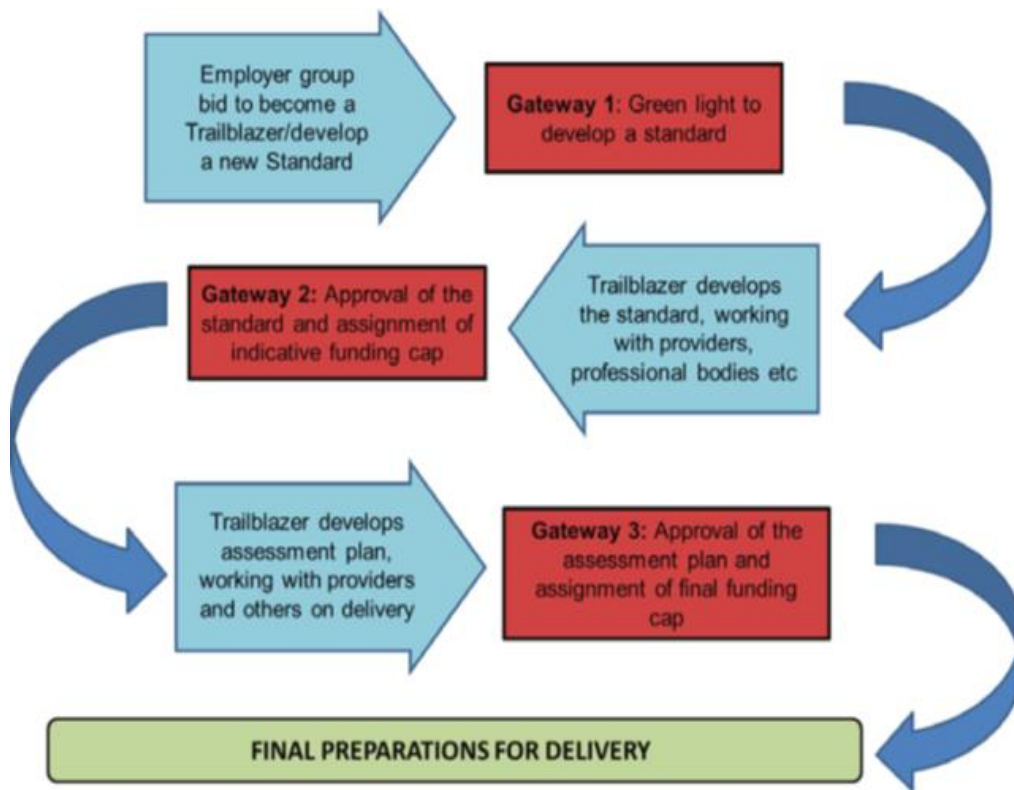 Employer group
bid to become a
Trailblazer/develop
a new Standard
Gateway 1: Green light to
develop a standard
Trailblazer develops
the standard, working
with providers,
professional bodies etc
Gateway 2: Approval of the
standard and assignment of
indicative funding cap
Trailblazer develops
assessment plan,
working with providers
and others on delivery
Gateway 3: Approval of the
assessment plan and
assignment of final funding
cap
FINAL PREPARATIONS FOR DELIVERY